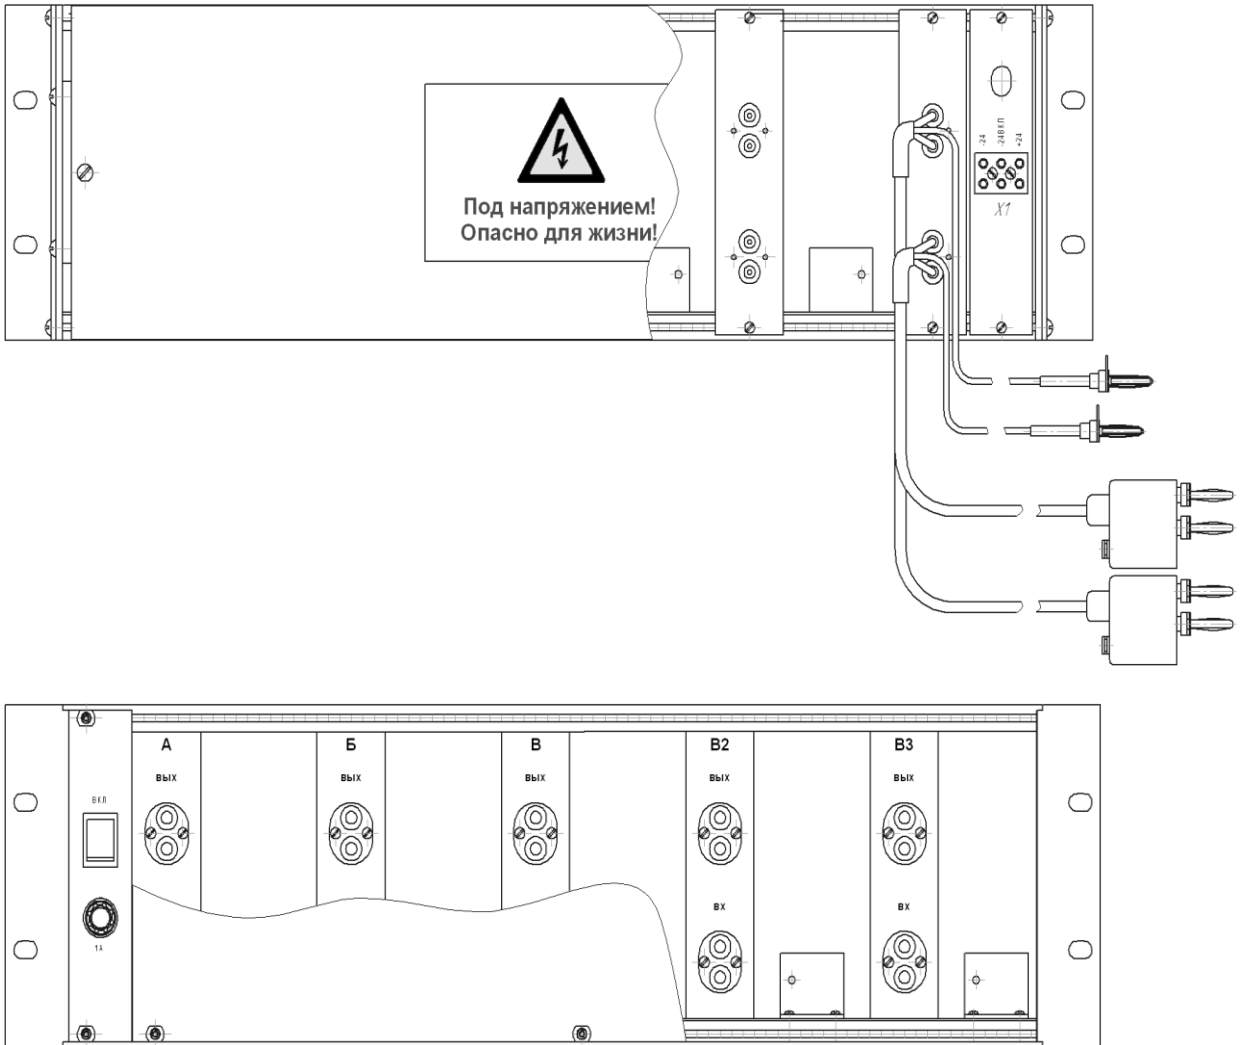 -24
-24ВКЛ
+24
Под напряжением!
Опасно для жизни!
X1
А Б В В2 В3
ВЫХ ВЫХ ВЫХ ВЫХ ВЫХ
ВКЛ
ВХ ВХ
1А